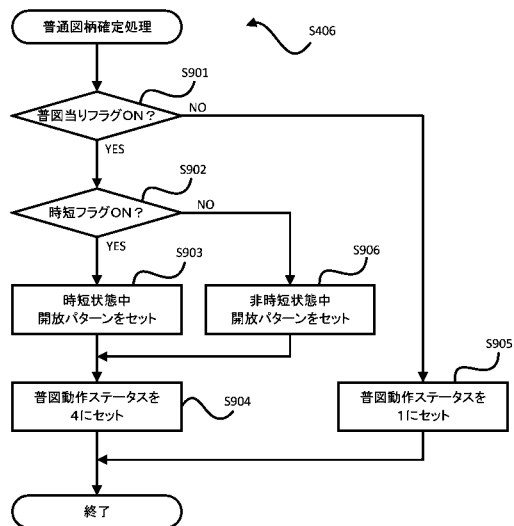 普通図柄確定処理
S406
S901
普図当りフラグON?
NO
YES
S902
時短フラグON?
NO
YES
S903
時短状態中
開放パターンをセット
S906
非時短状態中
開放パターンをセット
S904
普図動作ステータスを
4にセット
S905
普図動作ステータスを
1にセット
終了